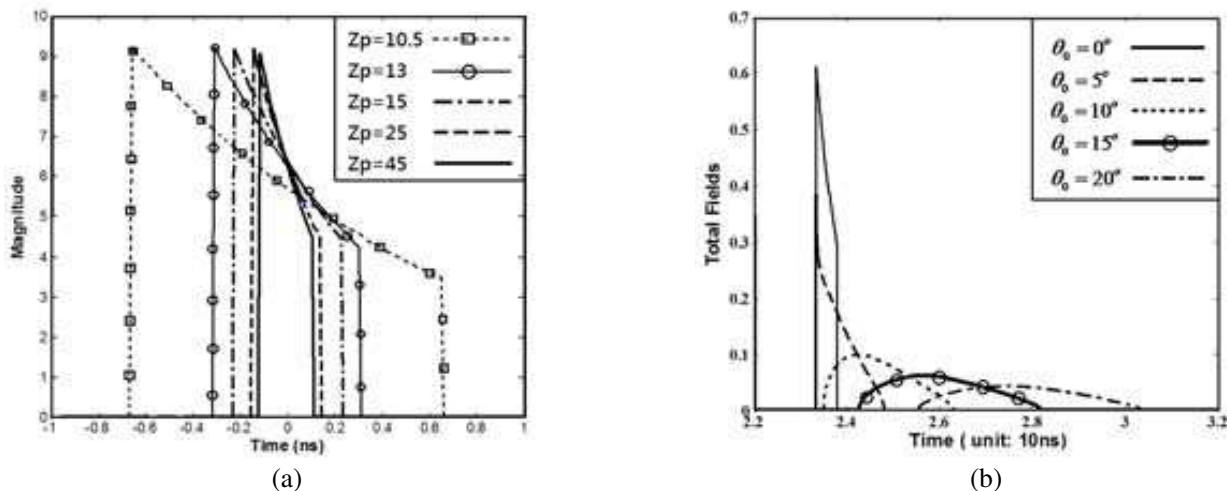 10
9
8
7
6
5
4
3
2
1
0
Magnitude
-1
-0.8
-0.6
-0.4
-0.2
0
0.2
0.4
0.6
0.8
1
Time (ns)
Zp=10.5
Zp=13
Zp=15
Zp=25
Zp=45
(a)
0.7
0.6
0.5
0.4
0.3
0.2
0.1
0
Total Fields
2.2
2.4
2.6
2.8
3
3.2
Time ( unit: 10ns)
θ₀ = 0°
θ₀ = 5°
θ₀ = 10°
θ₀ = 15°
θ₀ = 20°
(b)